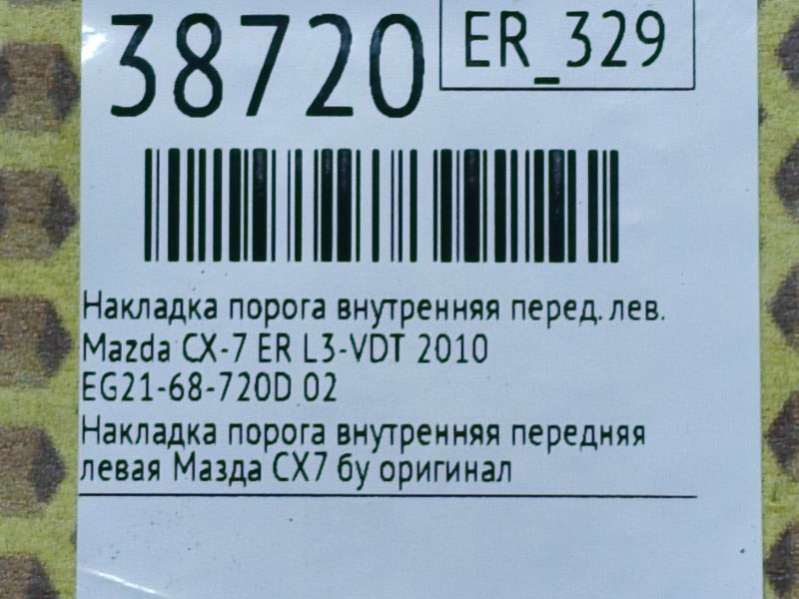 38720
ER_329
Накладка порога внутренняя перед. лев.
Mazda CX-7 ER L3-VDT 2010
EG21-68-720D 02
Накладка порога внутренняя передняя
левая Мазда СХ7 бу оригинал